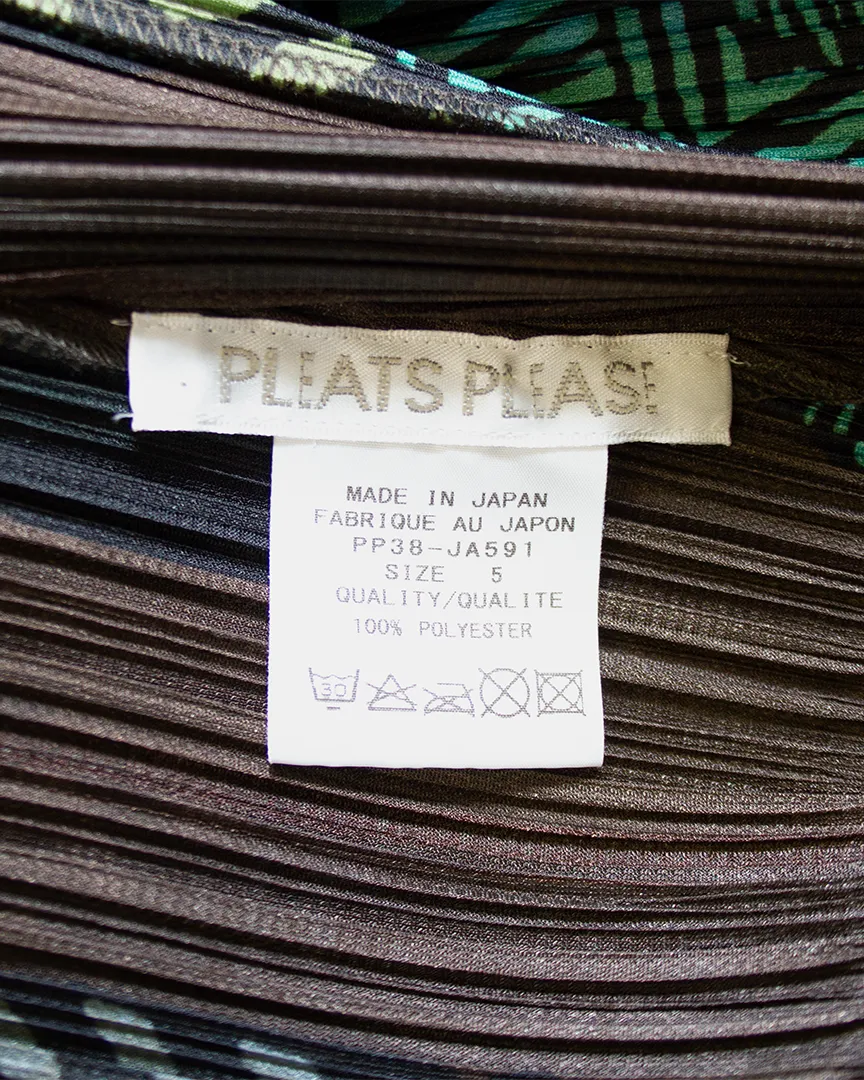 PLEATS PLEASE
MADE IN JAPAN
FABRIQUE AU JAPON
PP38-JA591
SIZE 5
QUALITY/QUALITE
100% POLYESTER
30